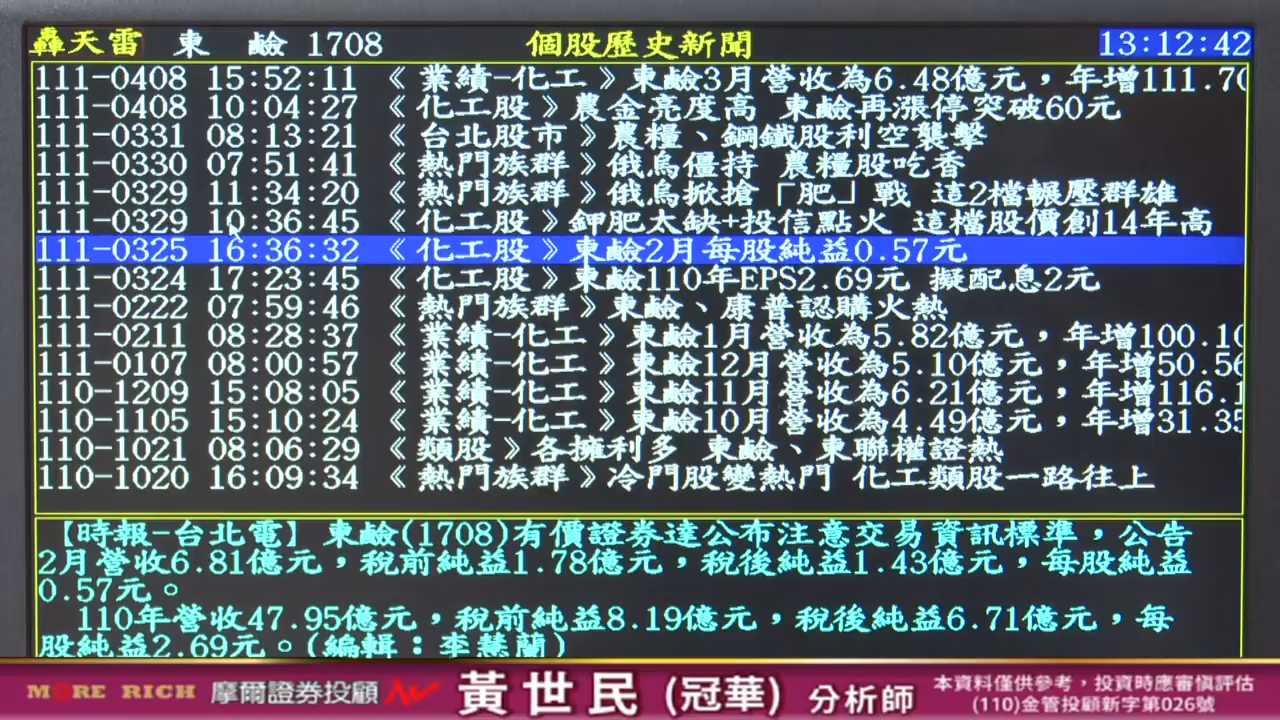 轟天雷 東 鹼 1708 個股歷史新聞 13:12:42
111-0408 15:52:11 《業績-化工》東鹼3月營收為6.48億元，年增111.70
111-0408 10:04:27 《化工股》農金亮度高 東鹼再漲停突破60元
111-0331 08:13:21 《台北股市》農糧、鋼鐵股利空襲擊
111-0330 07:51:41 《熱門族群》俄烏僵持 農糧股吃香
111-0329 11:34:20 《熱門族群》俄烏掀搶「肥」戰 這2檔輾壓群雄
111-0329 10:36:45 《化工股》鉀肥太缺+投信點火 這檔股價創14年高
111-0325 16:36:32 《化工股》東鹼2月每股純益0.57元
111-0324 17:23:45 《化工股》東鹼110年EPS2.69元 擬配息2元
111-0222 07:59:46 《熱門族群》東鹼、康普認購火熱
111-0211 08:28:37 《業績-化工》東鹼1月營收為5.82億元，年增100.10
111-0107 08:00:57 《業績-化工》東鹼12月營收為5.10億元，年增50.56
110-1209 15:08:05 《業績-化工》東鹼11月營收為6.21億元，年增116.1
110-1105 15:10:24 《業績-化工》東鹼10月營收為4.49億元，年增31.35
110-1021 08:06:29 《類股》各擁利多 東鹼、東聯權證熱
110-1020 16:09:34 《熱門族群》冷門股變熱門 化工類股一路往上
【時報-台北電】東鹼(1708)有價證券達公布注意交易資訊標準，公告
2月營收6.81億元，稅前純益1.78億元，稅後純益1.43億元，每股純益
0.57元。
110年營收47.95億元，稅前純益8.19億元，稅後純益6.71億元，每
股純益2.69元。(編輯：李慧蘭)
MORE RICH 摩爾證券投顧 黃世民(冠華) 分析師 本資料僅供參考，投資時應審慎評估
(110)金管投顧新字第026號